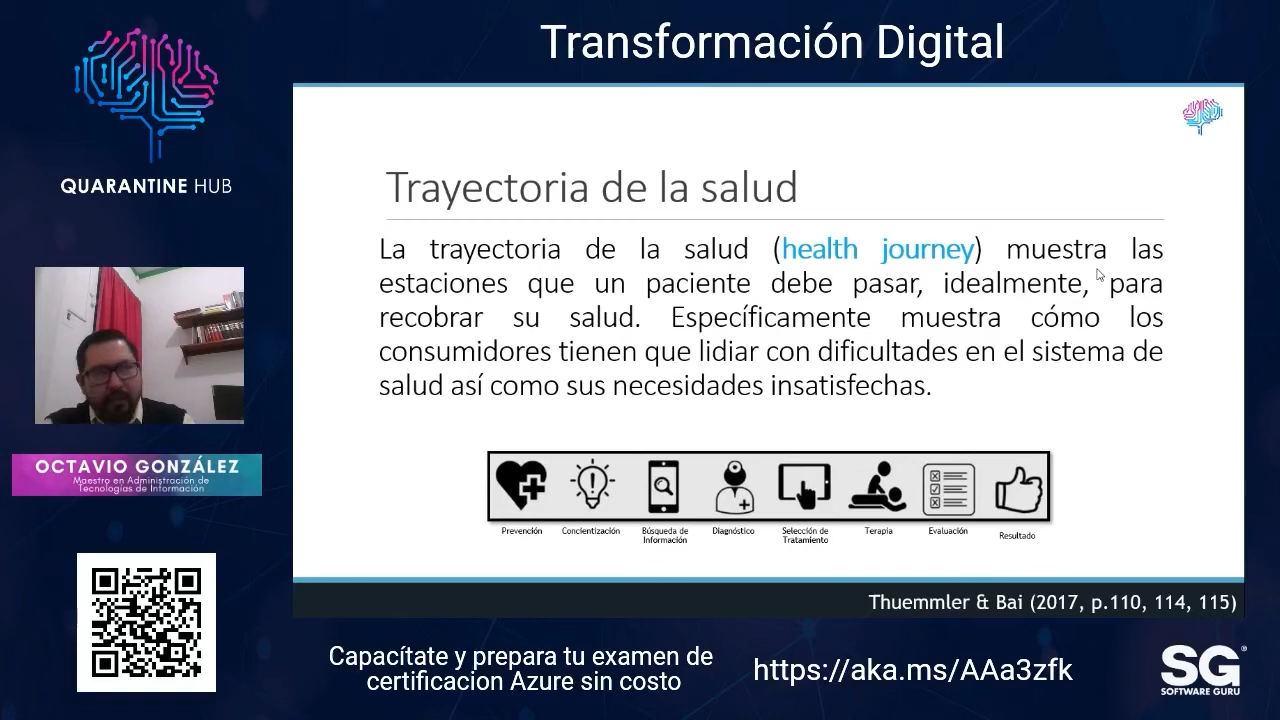 Transformación Digital
QUARANTINE HUB
Trayectoria de la salud
La trayectoria de la salud (health journey) muestra las
estaciones que un paciente debe pasar, idealmente, para
recobrar su salud. Específicamente muestra cómo los
consumidores tienen que lidiar con dificultades en el sistema de
salud así como sus necesidades insatisfechas.
Prevención
Concientización
Búsqueda de
Información
Diagnóstico
Selección de
Tratamiento
Terapia
Evaluación
Resultado
Thuemmler & Bai (2017, p.110, 114, 115)
OCTAVIO GONZÁLEZ
Maestro en Administración de
Tecnologías de Información
Capacítate y prepara tu examen de
certificacion Azure sin costo
https://aka.ms/AAa3zfk
SG
SOFTWARE GURU